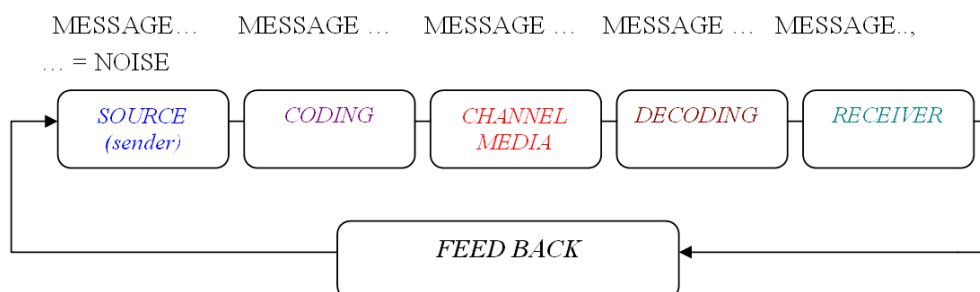 MESSAGE… MESSAGE … MESSAGE … MESSAGE … MESSAGE..,
… = NOISE
SOURCE
(sender)
CODING
CHANNEL
MEDIA
DECODING
RECEIVER
FEED BACK